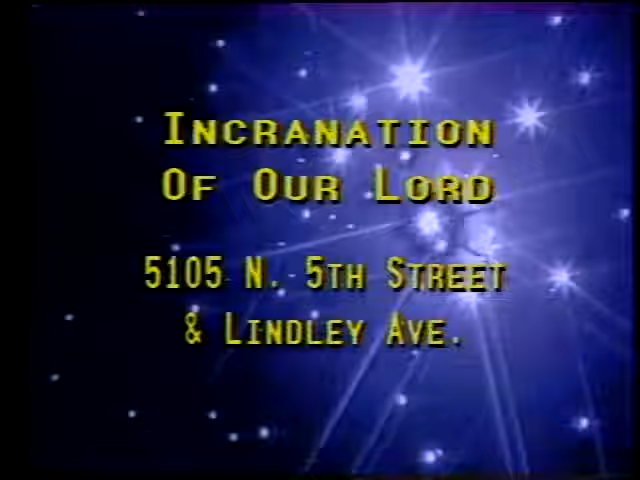 Incranation
Of Our Lord
5105 N. 5th Street
& Lindley Ave.